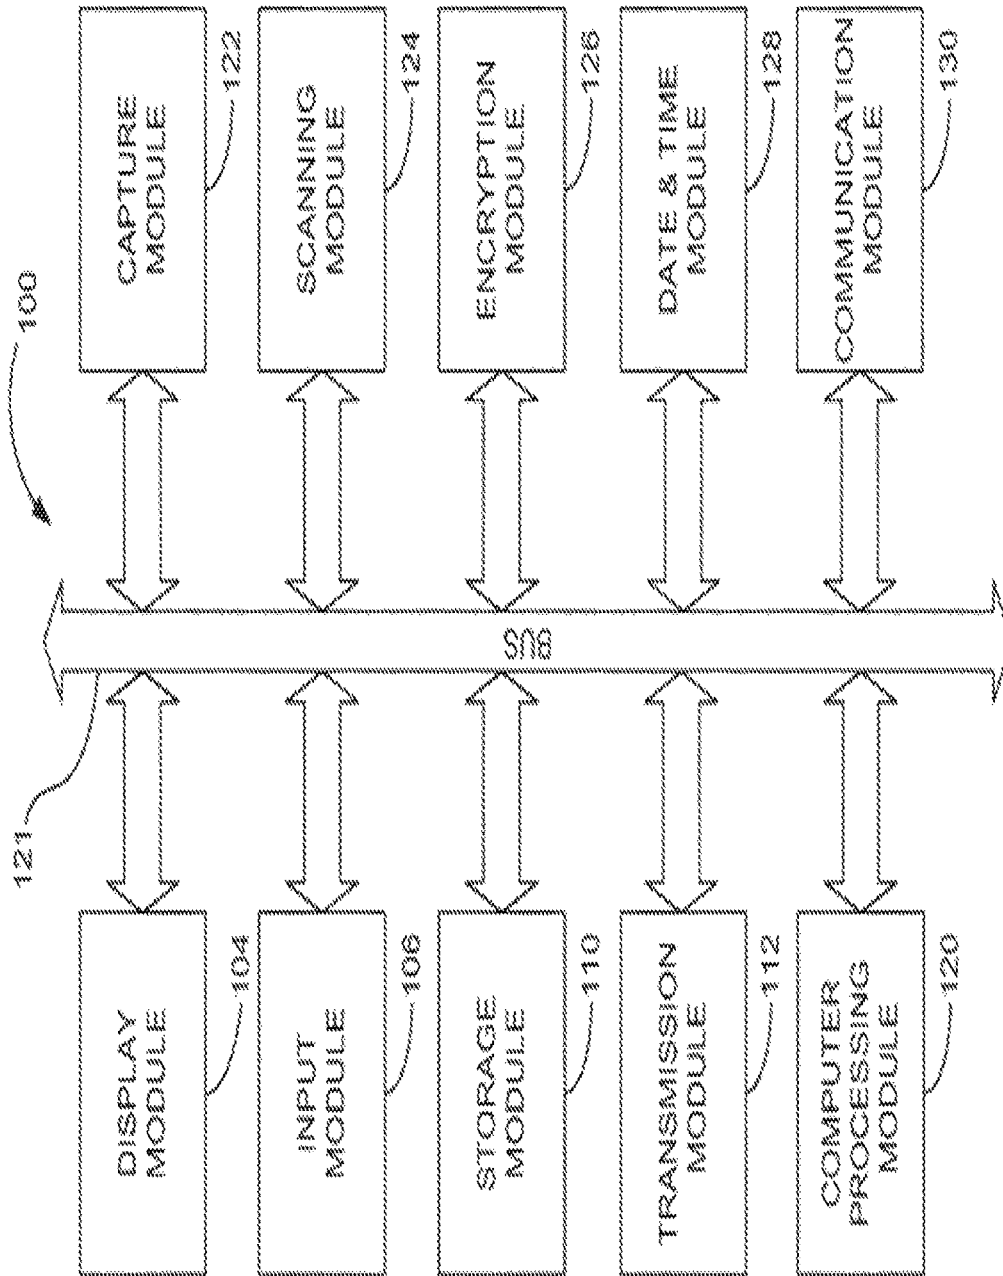 100
121
DISPLAY
MODULE
104
INPUT
MODULE
106
STORAGE
MODULE
110
TRANSMISSION
MODULE
112
COMPUTER
PROCESSING
MODULE
120
BUS
CAPTURE
MODULE
122
SCANNING
MODULE
124
ENCRYPTION
MODULE
126
DATE & TIME
MODULE
128
COMMUNICATION
MODULE
130